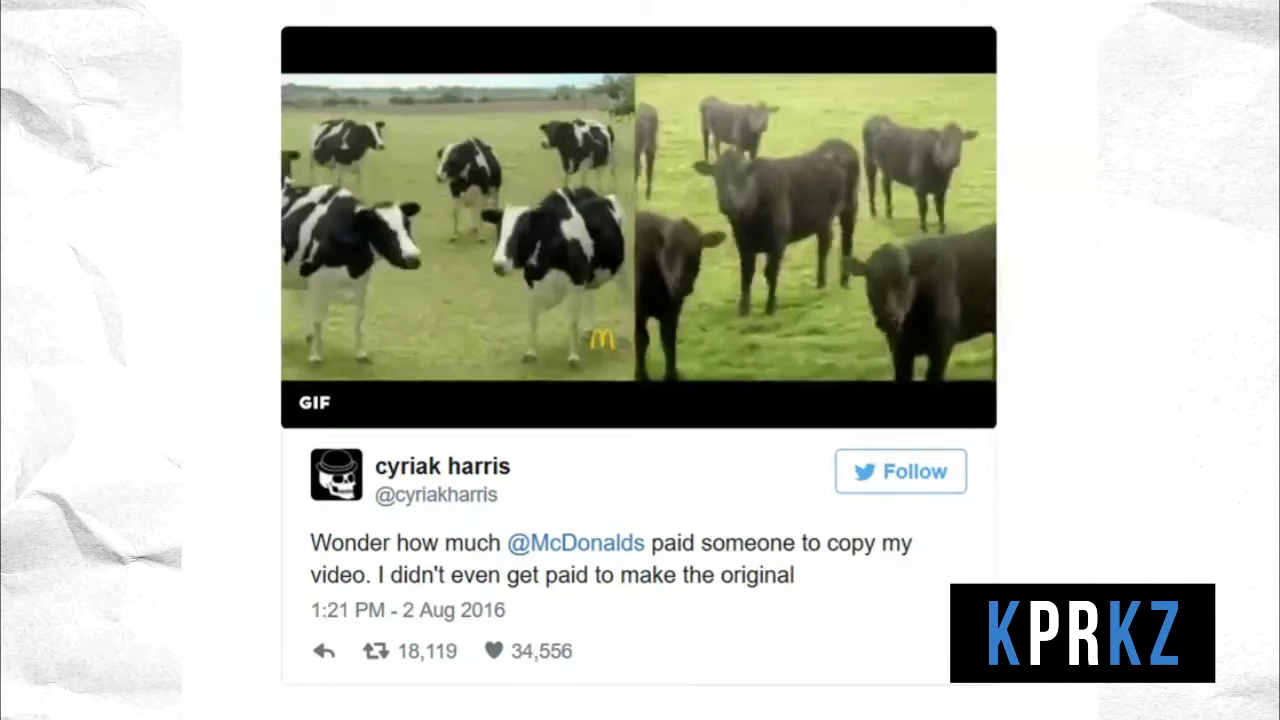 GIF
cyriak harris
@cyriakharris
Follow
Wonder how much @McDonalds paid someone to copy my
video. I didn't even get paid to make the original
1:21 PM - 2 Aug 2016
18,119 34,556
KPRKZ